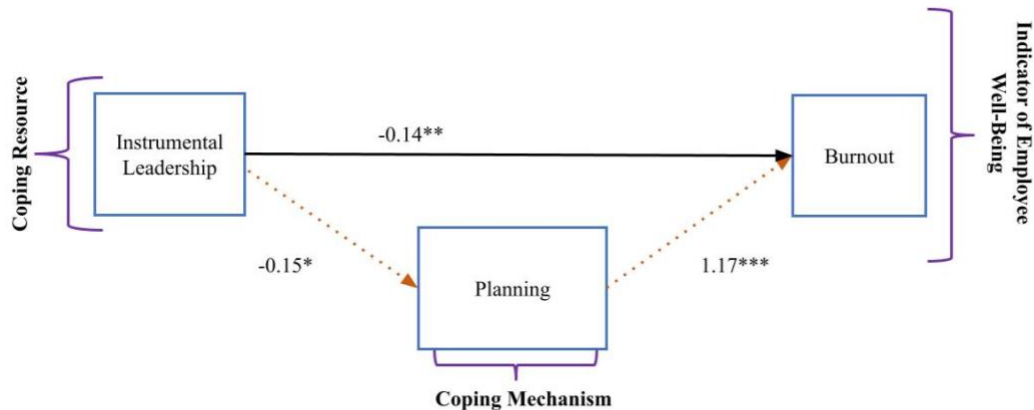 Coping Resource
Instrumental
Leadership
-0.14**
Burnout
Indicator of Employee
Well-Being
-0.15*
Planning
1.17***
Coping Mechanism